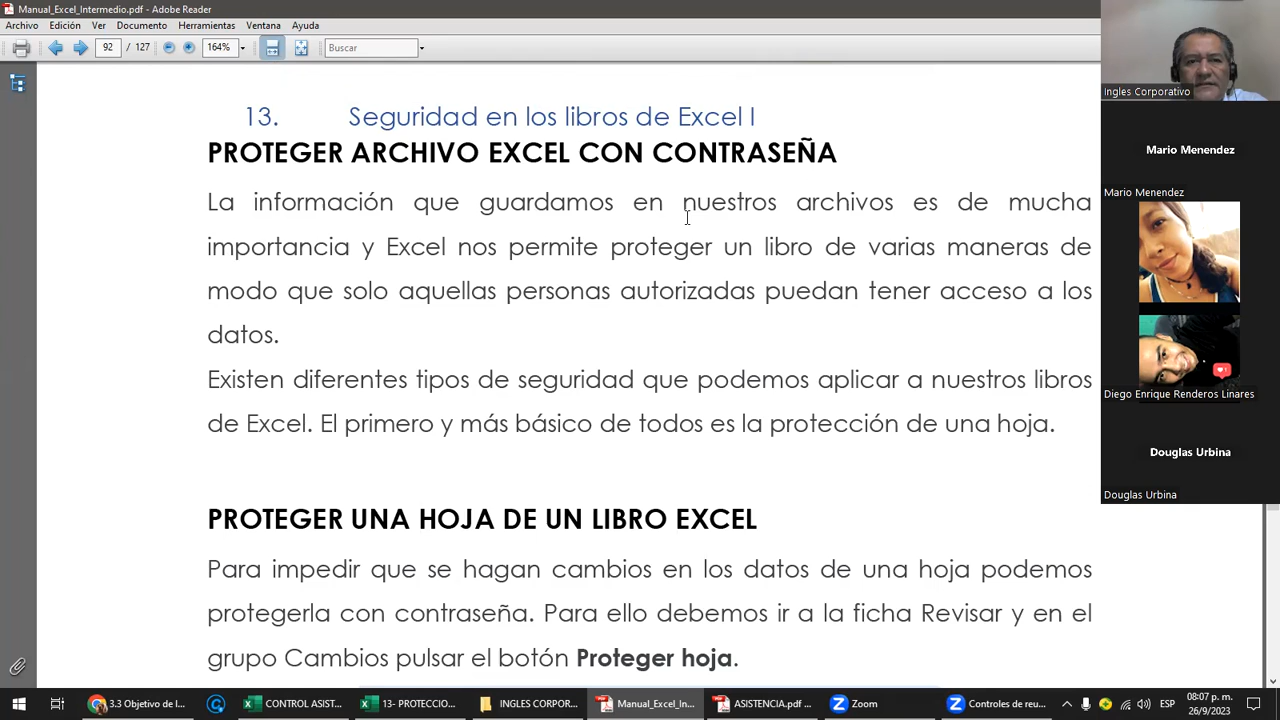 Manual_Excel_Intermedio.pdf - Adobe Reader
Archivo Edición Ver Documento Herramientas Ventana Ayuda
92 / 127 164% Buscar
13. Seguridad en los libros de Excel I
PROTEGER ARCHIVO EXCEL CON CONTRASEÑA
La información que guardamos en nuestros archivos es de mucha
importancia y Excel nos permite proteger un libro de varias maneras de
modo que solo aquellas personas autorizadas puedan tener acceso a los
datos.
Existen diferentes tipos de seguridad que podemos aplicar a nuestros libros
de Excel. El primero y más básico de todos es la protección de una hoja.
PROTEGER UNA HOJA DE UN LIBRO EXCEL
Para impedir que se hagan cambios en los datos de una hoja podemos
protegerla con contraseña. Para ello debemos ir a la ficha Revisar y en el
grupo Cambios pulsar el botón Proteger hoja.
Ingles Corporativo
Mario Menendez
Mario Menendez
Diego Enrique Renderos Linares
Douglas Urbina
Douglas Urbina
3.3 Objetivo de l... CONTROL ASIST... 13- PROTECCIO... INGLES CORPOR... Manual_Excel_In... ASISTENCIA.pdf ... Zoom Controles de reu... ESP 08:07 p. m.
26/9/2023